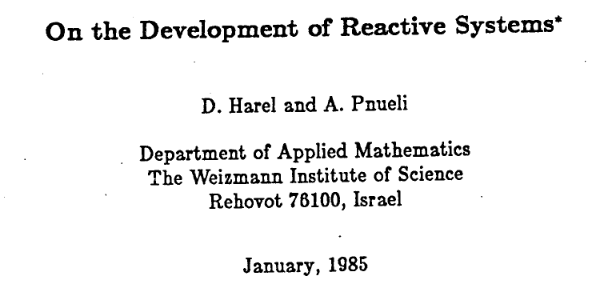 On the Development of Reactive Systems*
D. Harel and A. Pnueli
Department of Applied Mathematics
The Weizmann Institute of Science
Rehovot 76100, Israel
January, 1985